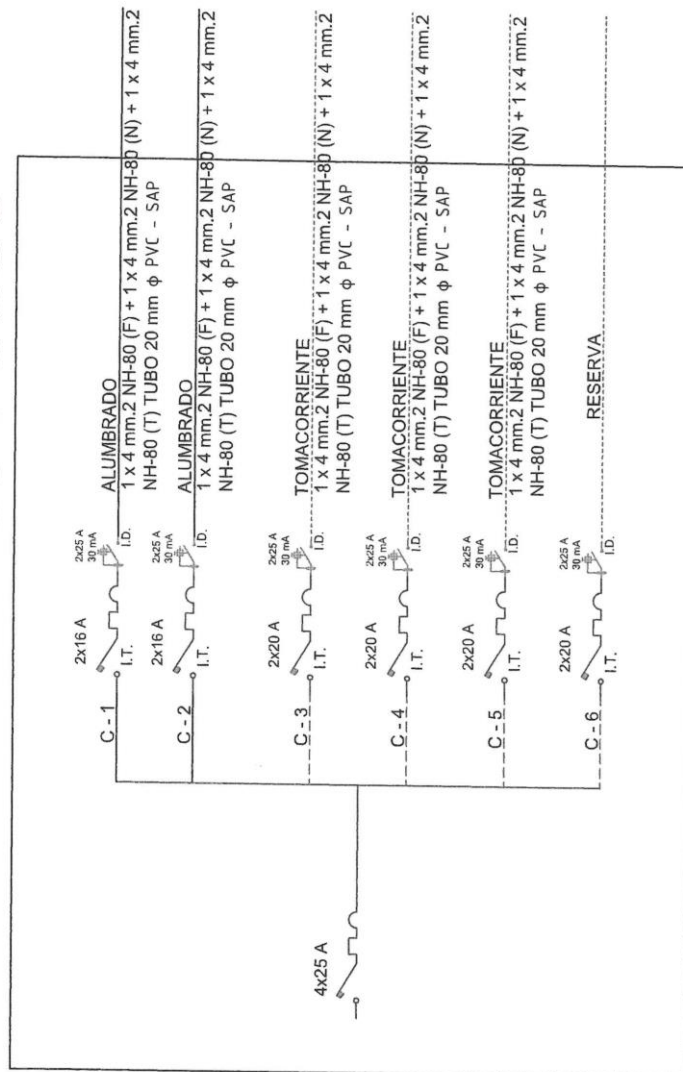 4x25 A
C - 1
2x16 A
I.T.
2x25 A
30 mA
I.D.
ALUMBRADO
1 x 4 mm.2 NH-80 (F) + 1 x 4 mm.2 NH-80 (N) + 1 x 4 mm.2
NH-80 (T) TUBO 20 mm ϕ PVC - SAP
C - 2
2x16 A
I.T.
2x25 A
30 mA
I.D.
ALUMBRADO
1 x 4 mm.2 NH-80 (F) + 1 x 4 mm.2 NH-80 (N) + 1 x 4 mm.2
NH-80 (T) TUBO 20 mm ϕ PVC - SAP
C - 3
2x20 A
I.T.
2x25 A
30 mA
I.D.
TOMACORRIENTE
1 x 4 mm.2 NH-80 (F) + 1 x 4 mm.2 NH-80 (N) + 1 x 4 mm.2
NH-80 (T) TUBO 20 mm ϕ PVC - SAP
C - 4
2x20 A
I.T.
2x25 A
30 mA
I.D.
TOMACORRIENTE
1 x 4 mm.2 NH-80 (F) + 1 x 4 mm.2 NH-80 (N) + 1 x 4 mm.2
NH-80 (T) TUBO 20 mm ϕ PVC - SAP
C - 5
2x20 A
I.T.
2x25 A
30 mA
I.D.
TOMACORRIENTE
1 x 4 mm.2 NH-80 (F) + 1 x 4 mm.2 NH-80 (N) + 1 x 4 mm.2
NH-80 (T) TUBO 20 mm ϕ PVC - SAP
C - 6
2x20 A
I.T.
2x25 A
30 mA
I.D.
RESERVA